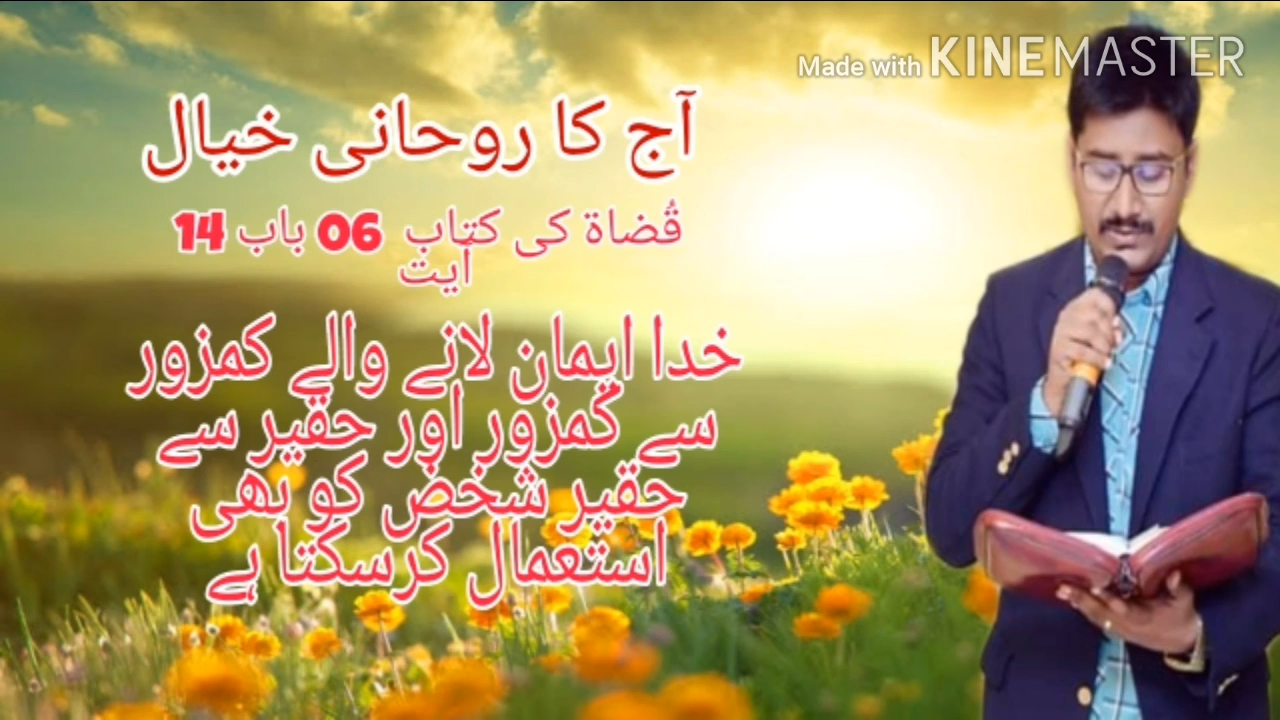 Made with KINEMASTER
آج کا روحانی خیال
قُضاۃ کی کتاب 06 باب 14
آیت
خدا ایمان لانے والے کمزور
سے کمزور اور حقیر سے
حقیر شخص کو بھی
استعمال کرسکتا ہے